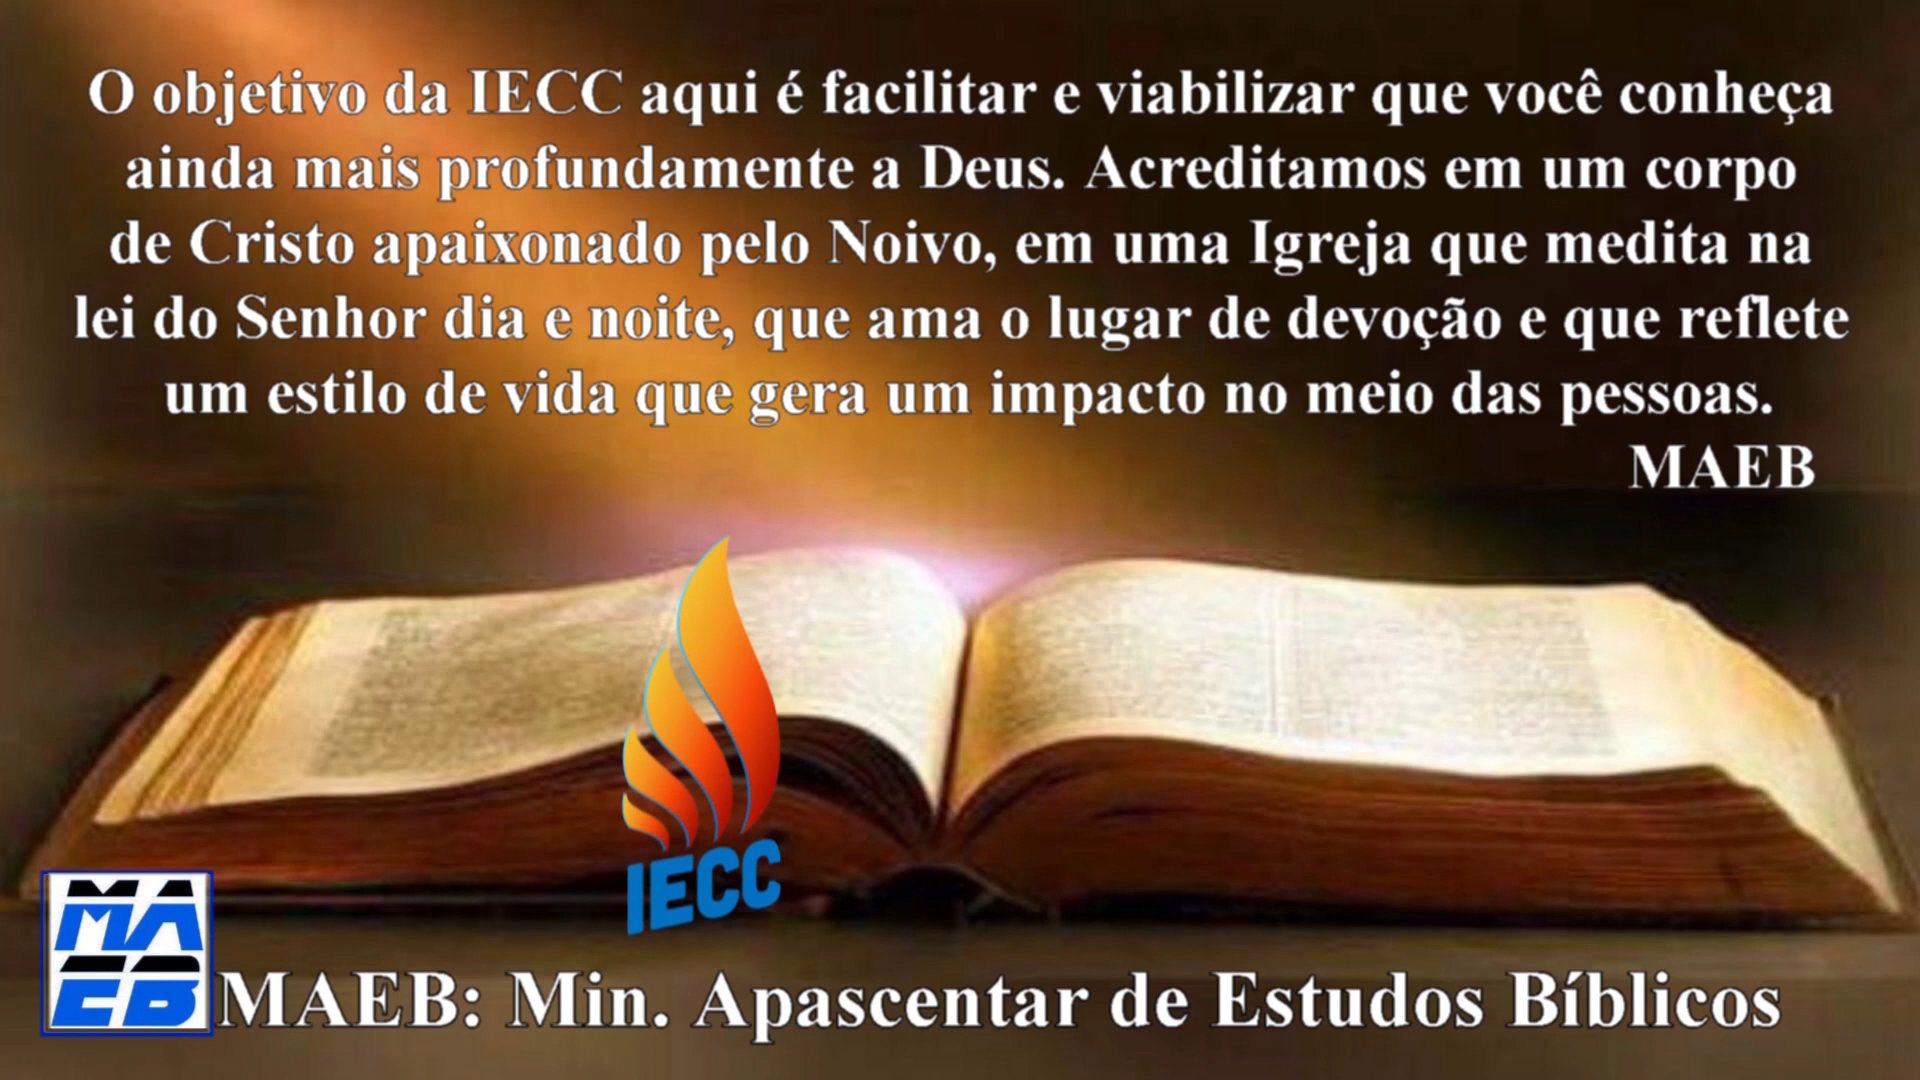 O objetivo da IECC aqui é facilitar e viabilizar que você conheça
ainda mais profundamente a Deus. Acreditamos em um corpo
de Cristo apaixonado pelo Noivo, em uma Igreja que medita na
lei do Senhor dia e noite, que ama o lugar de devoção e que reflete
um estilo de vida que gera um impacto no meio das pessoas.
MAEB
IECC
MA
EB
MAEB: Min. Apascentar de Estudos Bíblicos